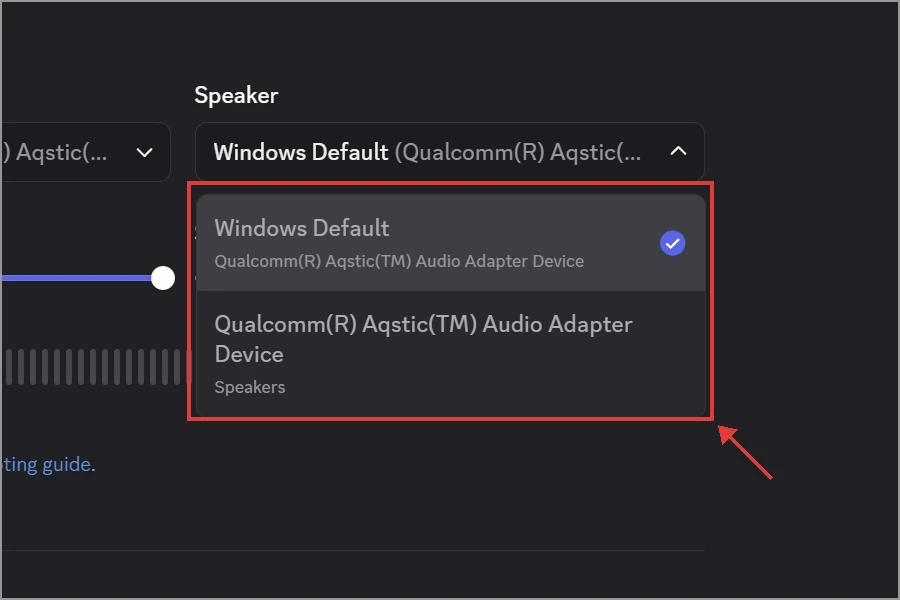 Speaker
) Aqstic(...
Windows Default (Qualcomm(R) Aqstic(...
Windows Default
Qualcomm(R) Aqstic(TM) Audio Adapter Device
Qualcomm(R) Aqstic(TM) Audio Adapter
Device
Speakers
ting guide.